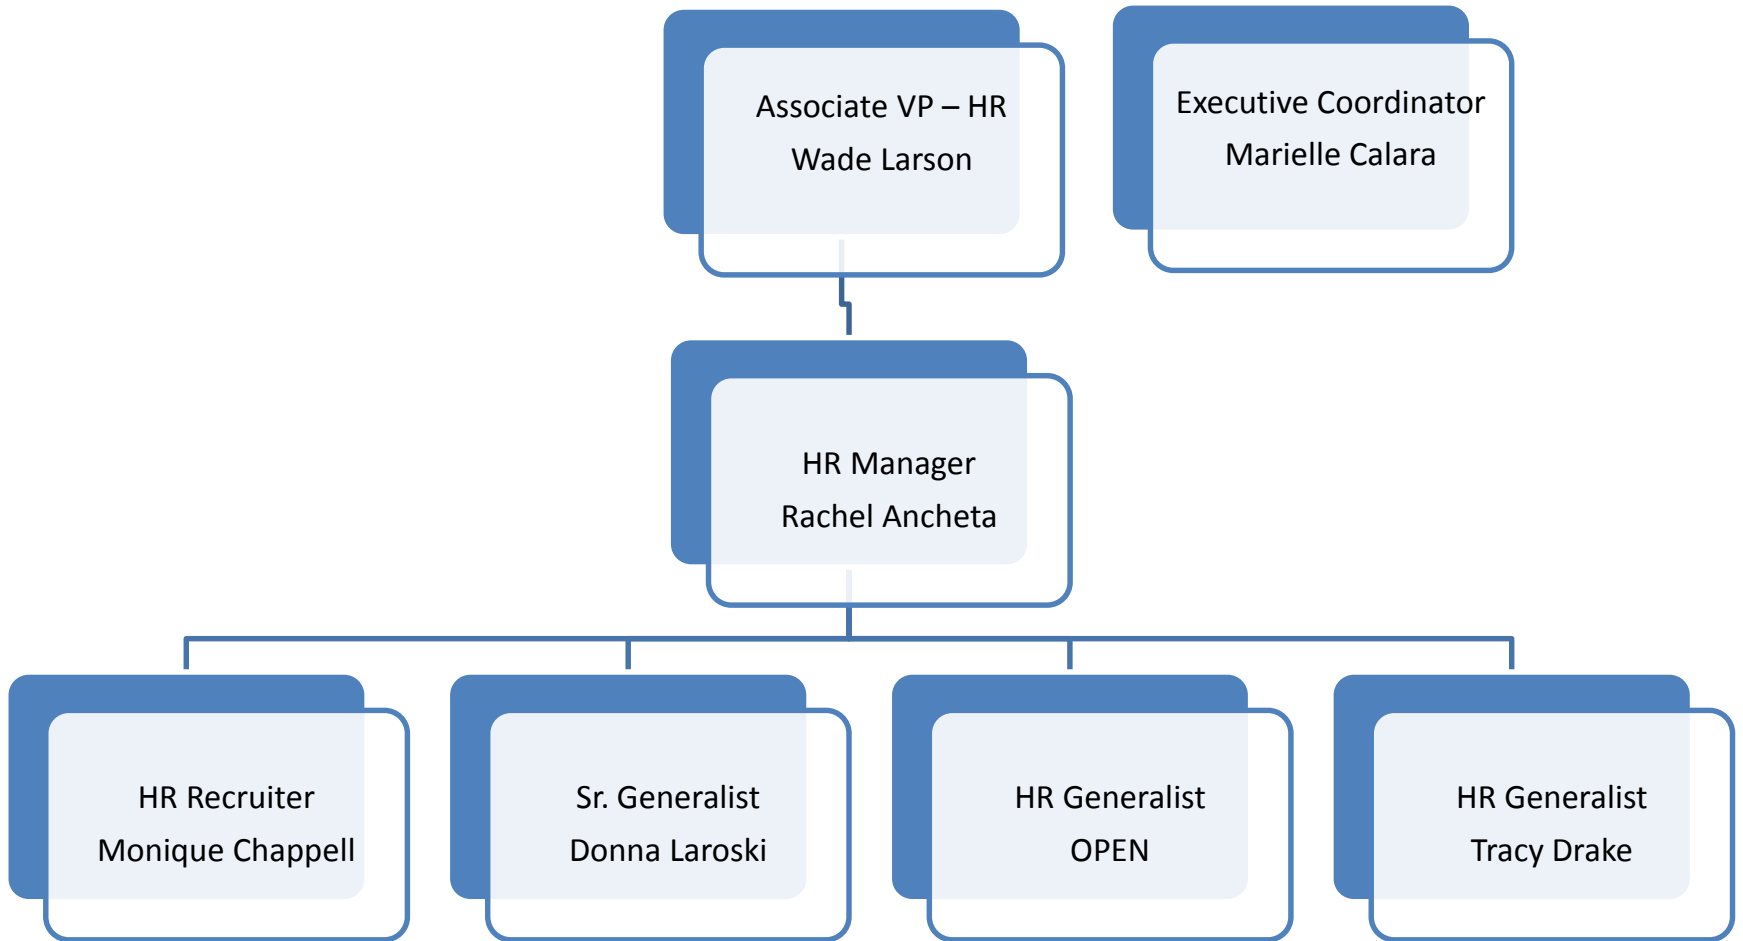 Associate VP – HR
Wade Larson
Executive Coordinator
Marielle Calara
HR Manager
Rachel Ancheta
HR Recruiter
Monique Chappell
Sr. Generalist
Donna Laroski
HR Generalist
OPEN
HR Generalist
Tracy Drake